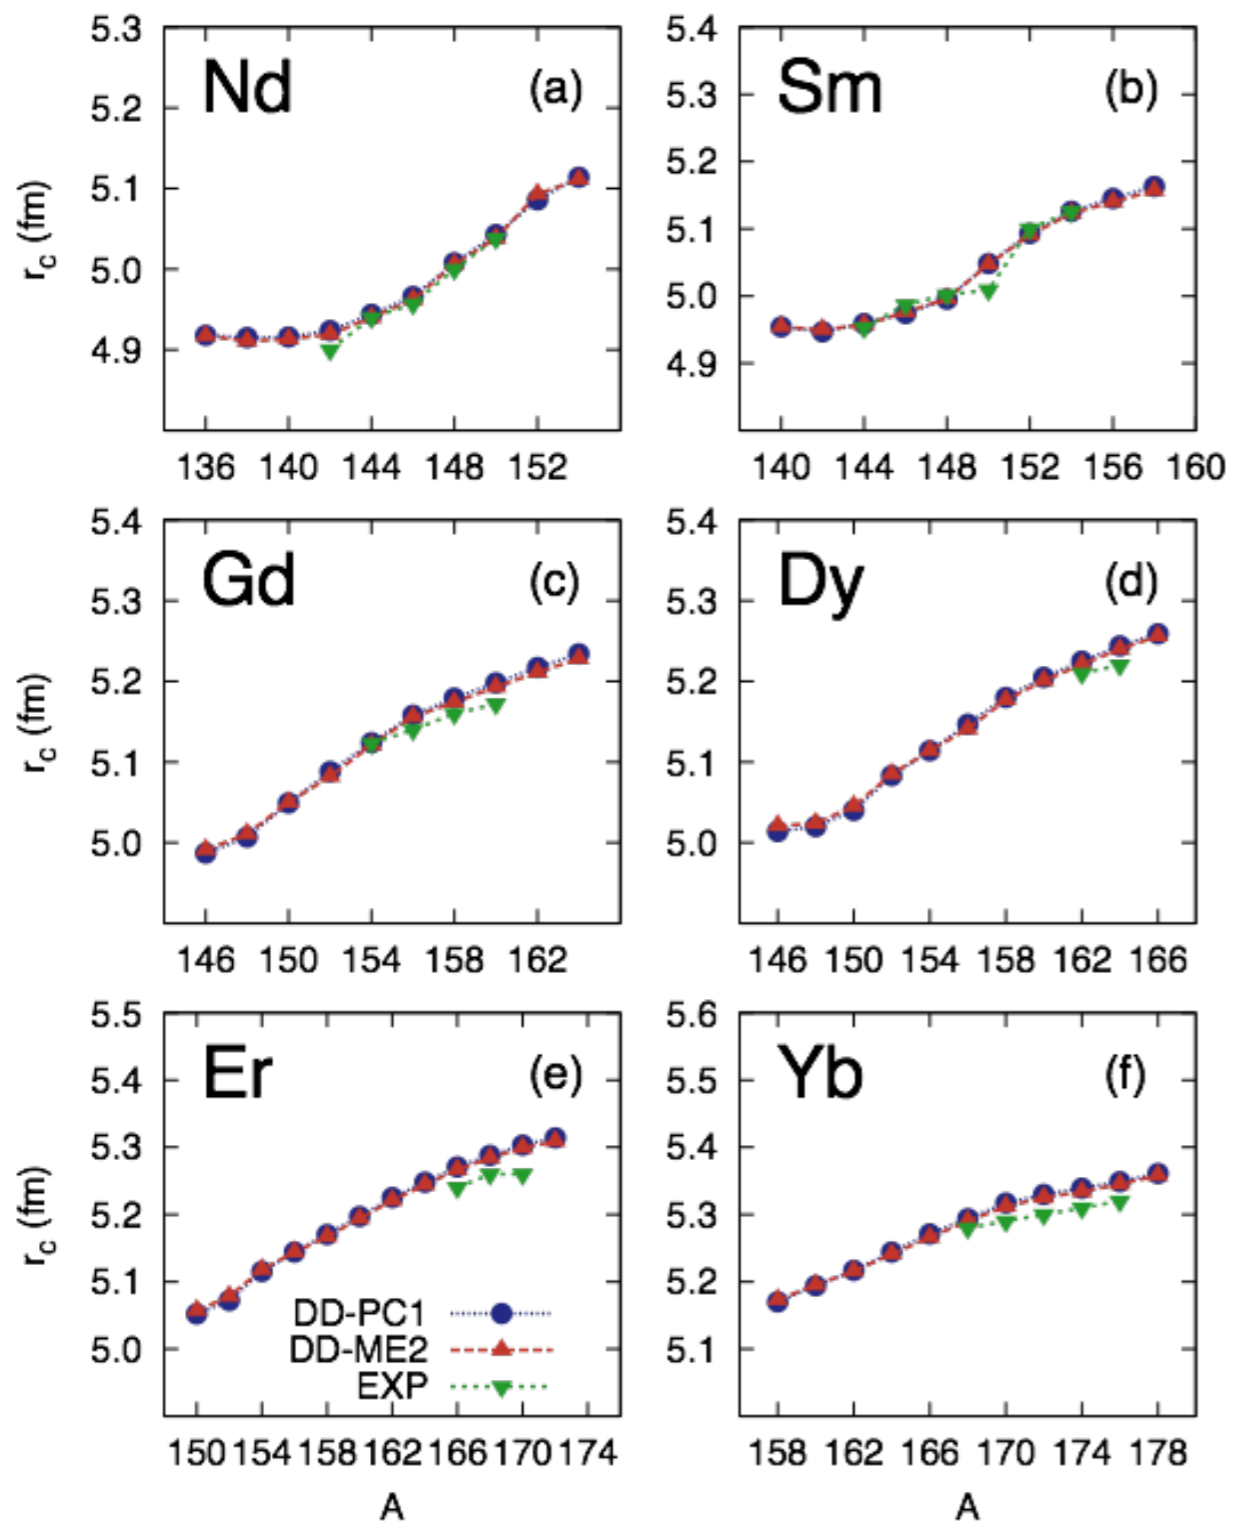 Nd (a)
r_c (fm)
5.3
5.2
5.1
5.0
4.9
136 140 144 148 152
Sm (b)
5.4
5.3
5.2
5.1
5.0
4.9
140 144 148 152 156 160
Gd (c)
r_c (fm)
5.4
5.3
5.2
5.1
5.0
146 150 154 158 162
Dy (d)
5.4
5.3
5.2
5.1
5.0
146 150 154 158 162 166
Er (e)
r_c (fm)
5.5
5.4
5.3
5.2
5.1
5.0
DD-PC1
DD-ME2
EXP
150 154 158 162 166 170 174
A
Yb (f)
5.6
5.5
5.4
5.3
5.2
5.1
158 162 166 170 174 178
A